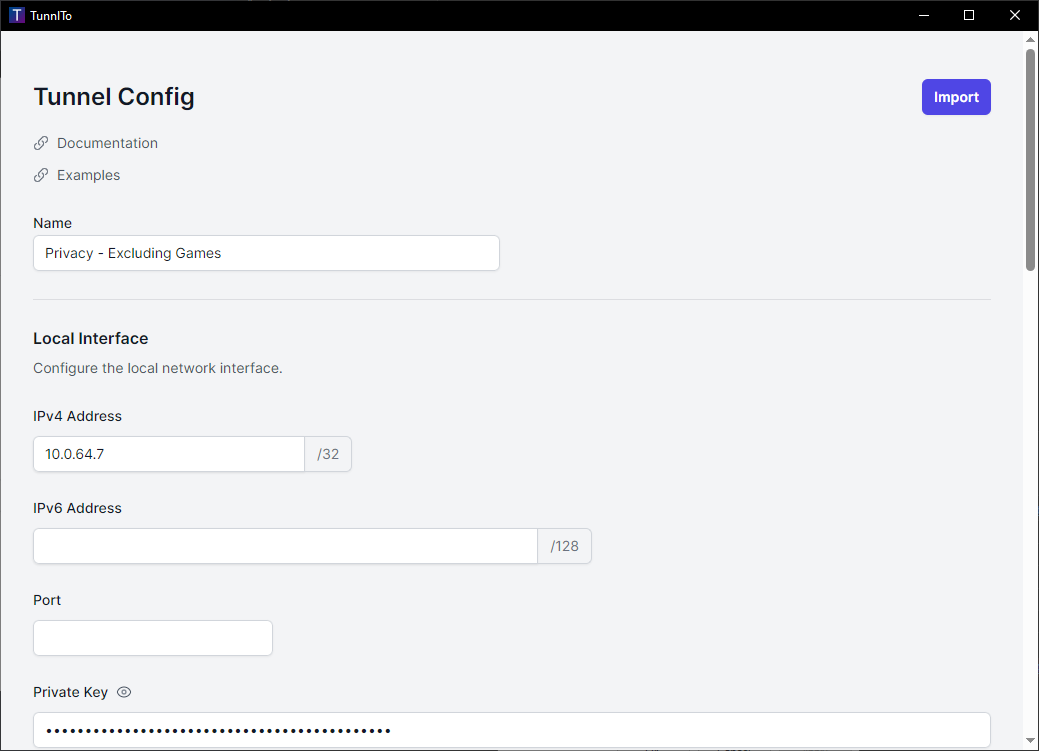 T TunnlTo
Tunnel Config
Import
Documentation
Examples
Name
Privacy - Excluding Games
Local Interface
Configure the local network interface.
IPv4 Address
10.0.64.7 /32
IPv6 Address
/128
Port
Private Key
••••••••••••••••••••••••••••••••••••••••••••